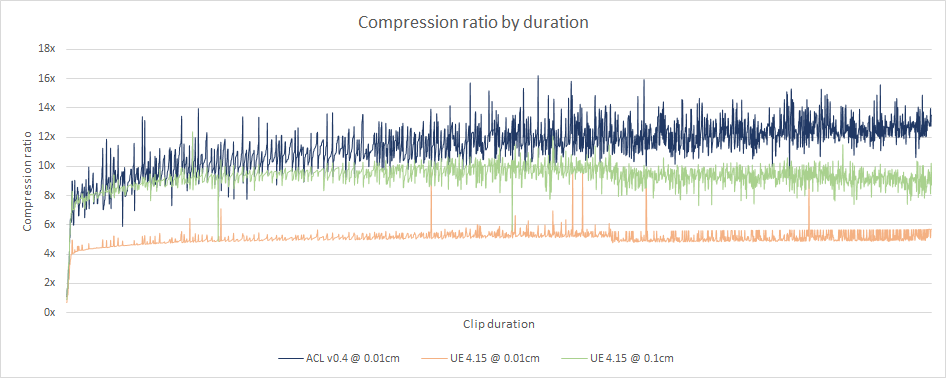 Compression ratio by duration
18x
16x
14x
12x
10x
8x
6x
4x
2x
0x
Compression ratio
Clip duration
ACL v0.4 @ 0.01cm UE 4.15 @ 0.01cm UE 4.15 @ 0.1cm